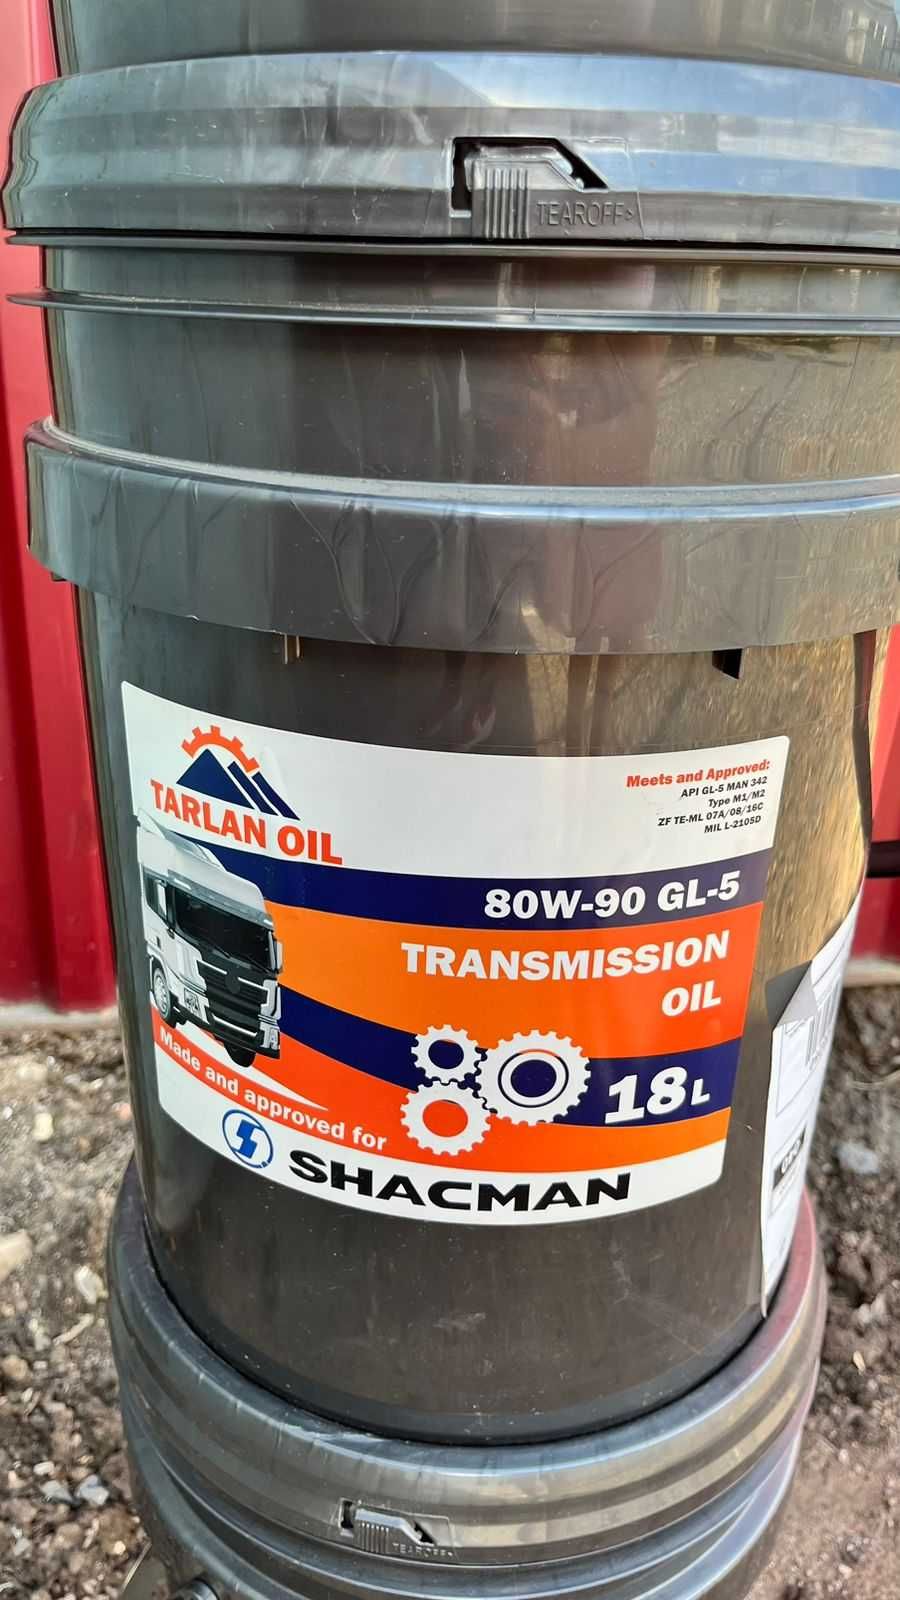 TEAROFF>
TARLAN OIL
Meets and Approved:
API GL-5 MAN 342
Type M1/M2
ZF TE-ML 07A/08/16C
MIL L-2105D
80W-90 GL-5
TRANSMISSION
OIL
18L
Made and approved for
SHACMAN
TEAROFF>